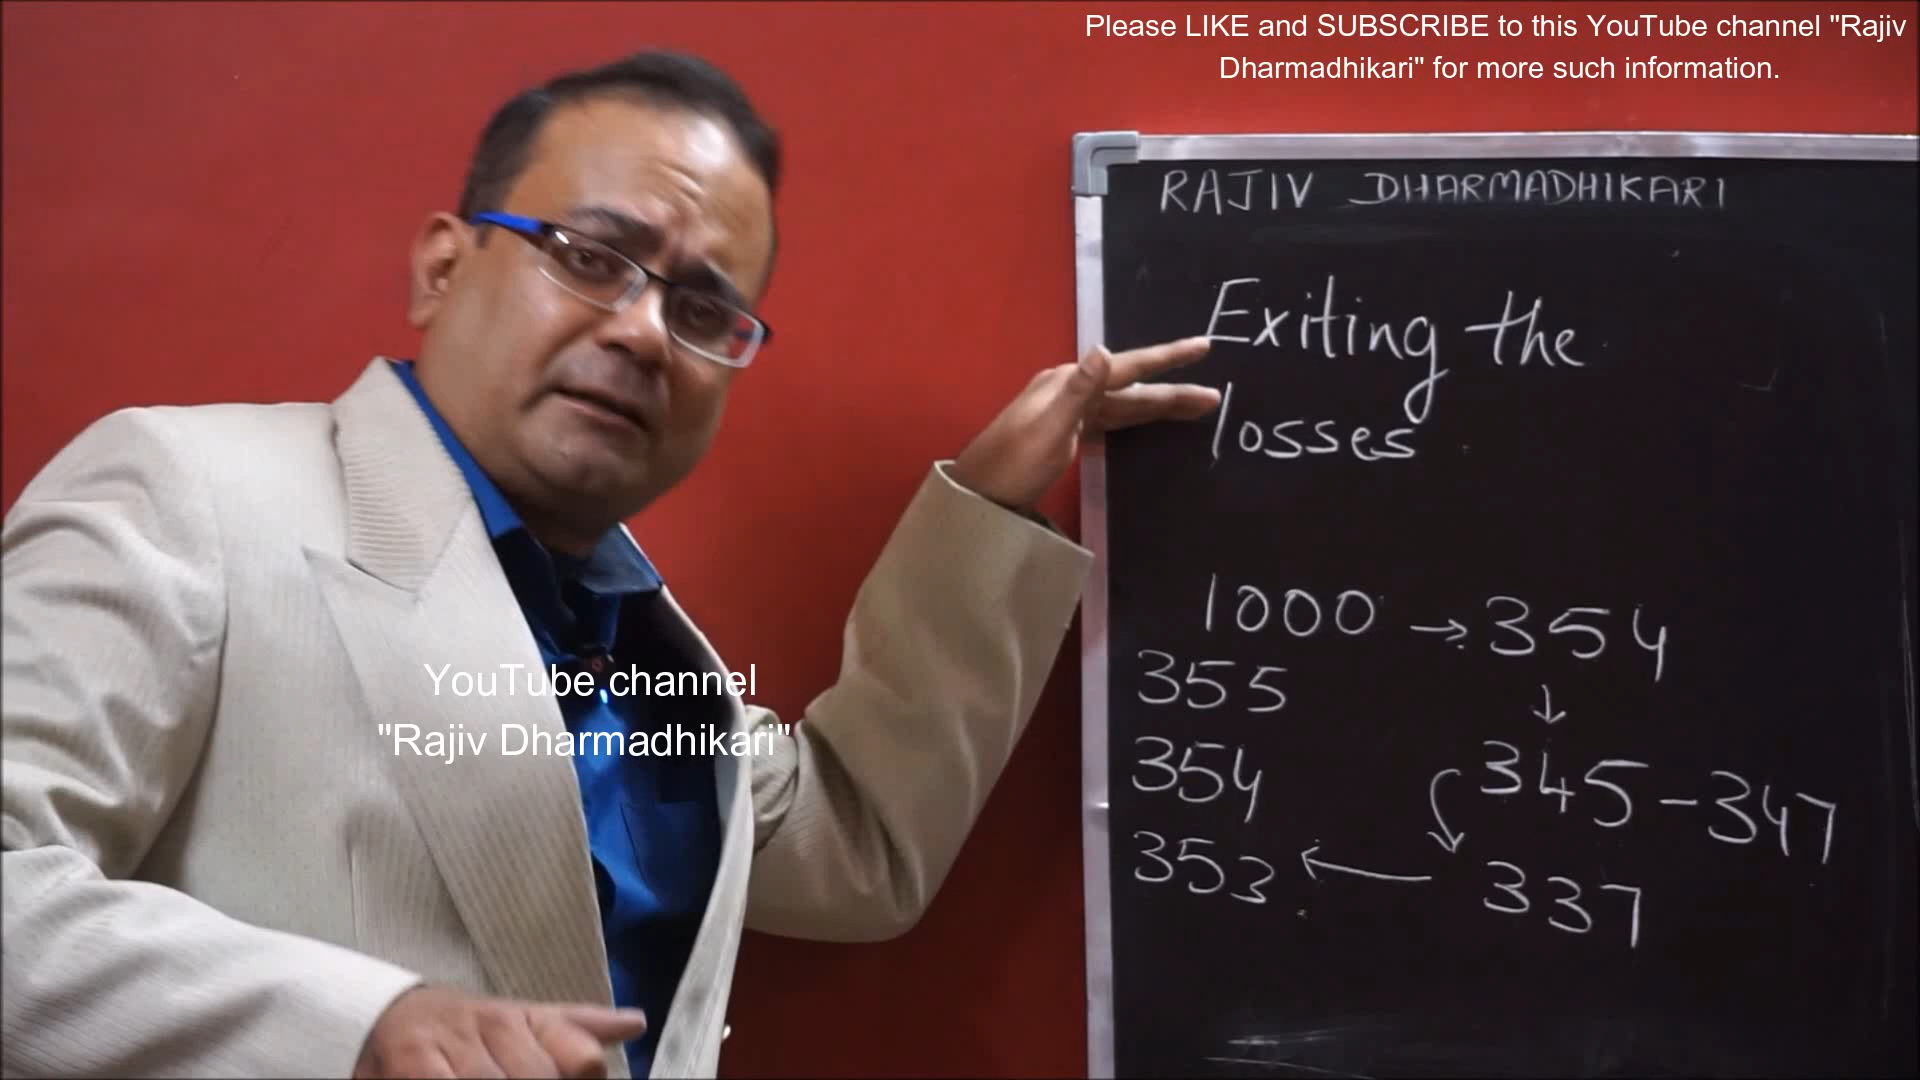 Please LIKE and SUBSCRIBE to this YouTube channel "Rajiv
Dharmadhikari" for more such information.
RAJIV DHARMADHIKARI
Exiting the
losses
1000 → 354
355
↓
354
345-347
353 ← 337
YouTube channel
"Rajiv Dharmadhikari"